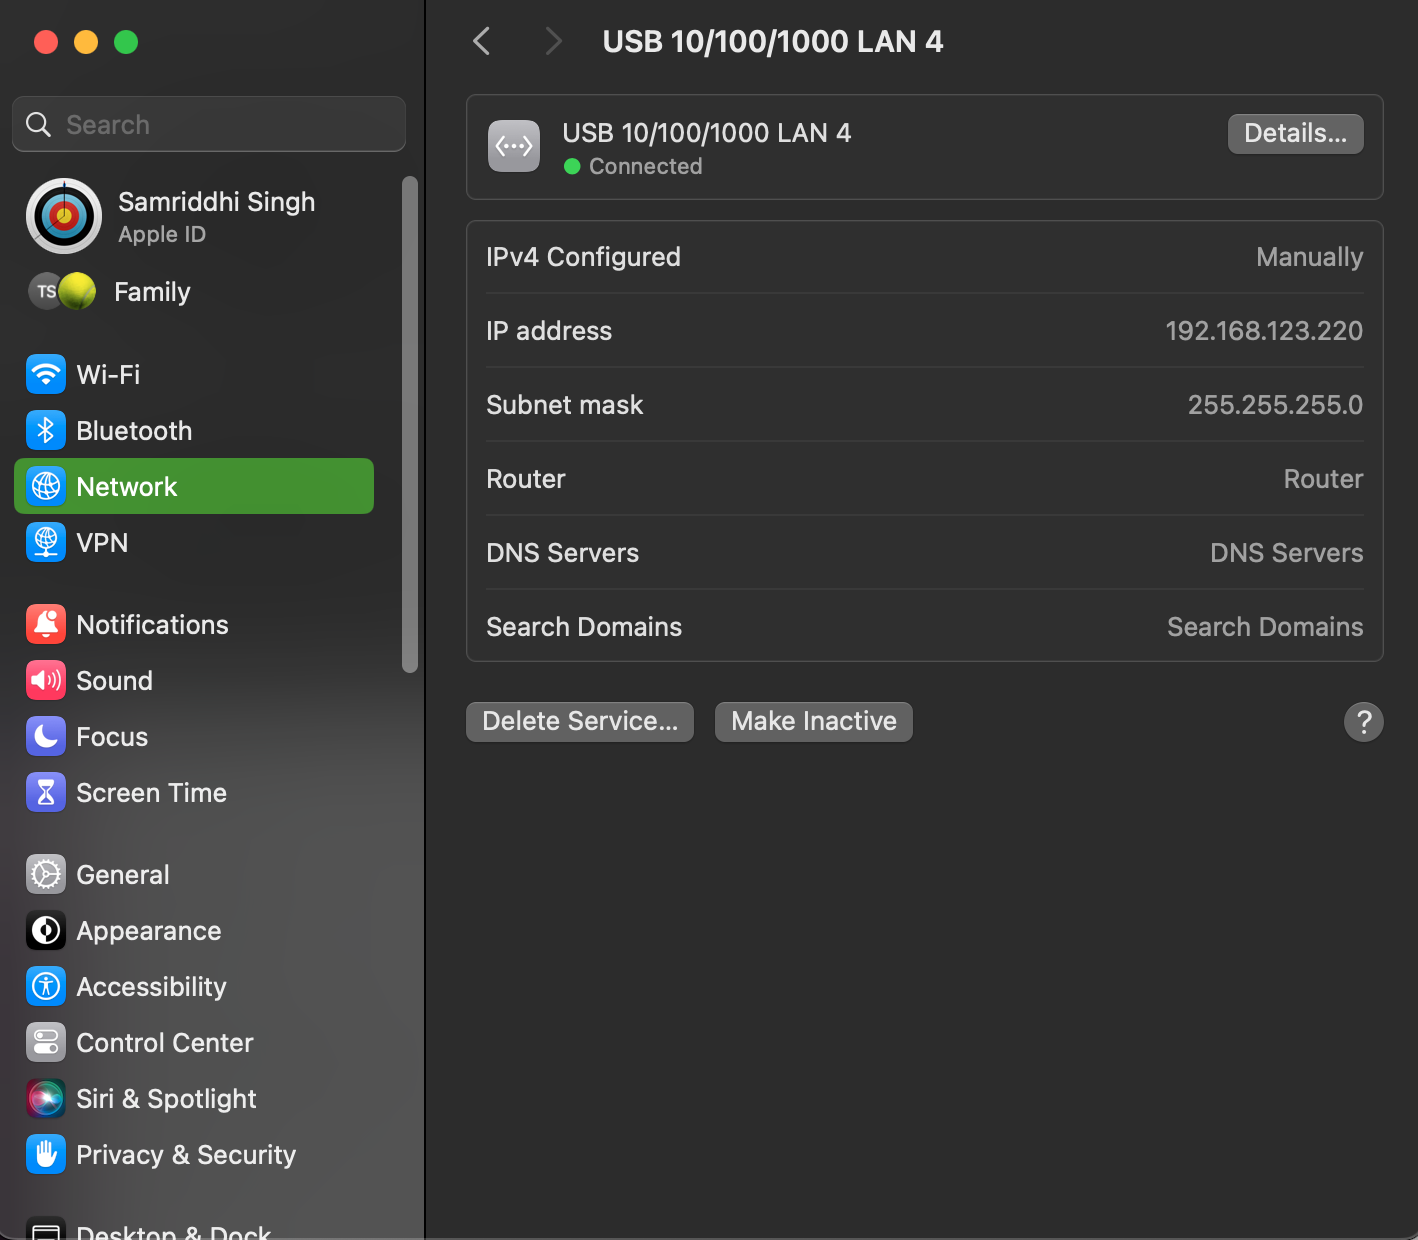 Search
Samriddhi Singh
Apple ID
TS
Family
Wi-Fi
Bluetooth
Network
VPN
Notifications
Sound
Focus
Screen Time
General
Appearance
Accessibility
Control Center
Siri & Spotlight
Privacy & Security
Desktop & Dock
USB 10/100/1000 LAN 4
USB 10/100/1000 LAN 4
Connected
Details...
IPv4 Configured Manually
IP address 192.168.123.220
Subnet mask 255.255.255.0
Router Router
DNS Servers DNS Servers
Search Domains Search Domains
Delete Service... Make Inactive ?